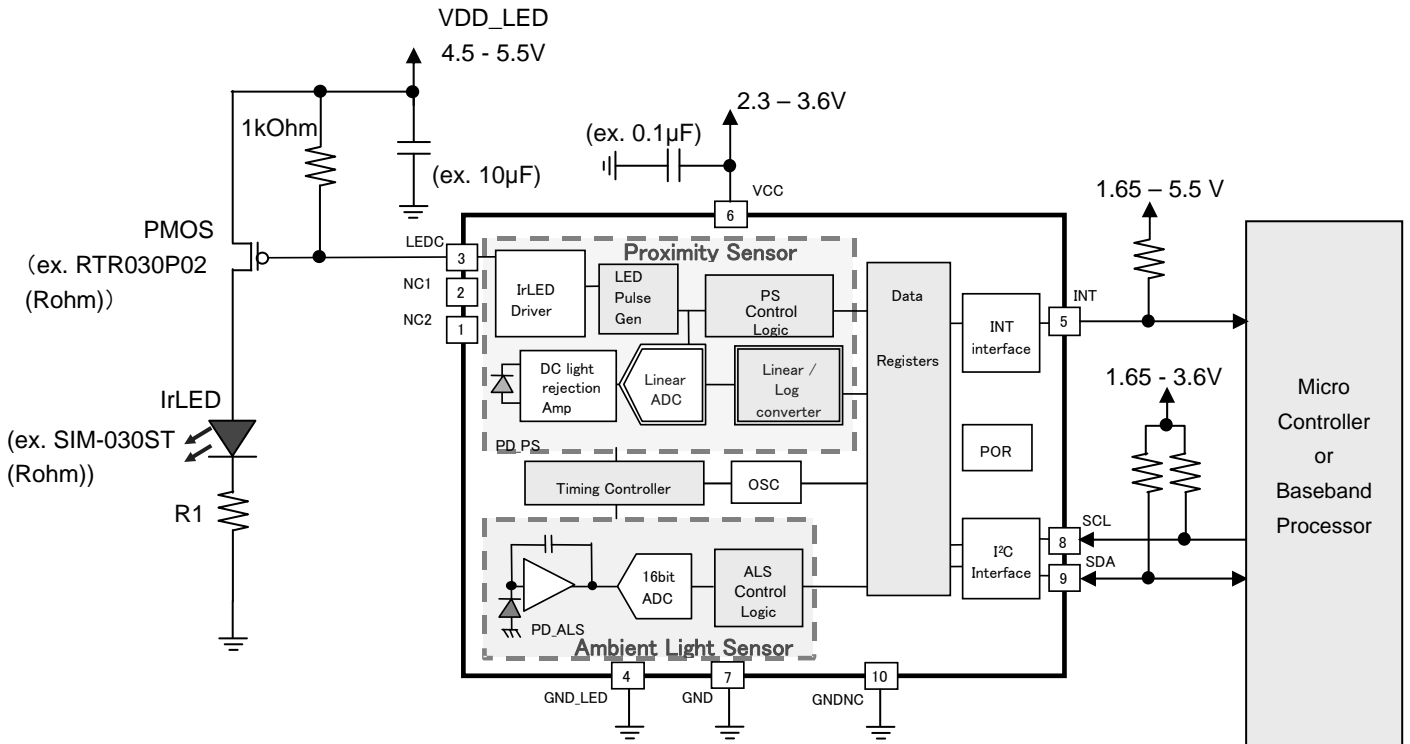 VDD_LED
4.5 - 5.5V
1kOhm
(ex. 10µF)
PMOS
(ex. RTR030P02
(Rohm))
IrLED
(ex. SIM-030ST
(Rohm))
R1
(ex. 0.1µF)
2.3 – 3.6V
VCC
6
LEDC
3
NC1
2
NC2
1
Proximity Sensor
IrLED
Driver
LED
Pulse
Gen
PS
Control
Logic
DC light
rejection
Amp
Linear
ADC
Linear /
Log
converter
PD_PS
Timing Controller
OSC
16bit
ADC
ALS
Control
Logic
PD_ALS
Ambient Light Sensor
Data
Registers
INT
interface
POR
I²C
Interface
1.65 – 5.5 V
INT
5
1.65 - 3.6V
SCL
8
SDA
9
4
GND_LED
7
GND
10
GNDNC
Micro
Controller
or
Baseband
Processor